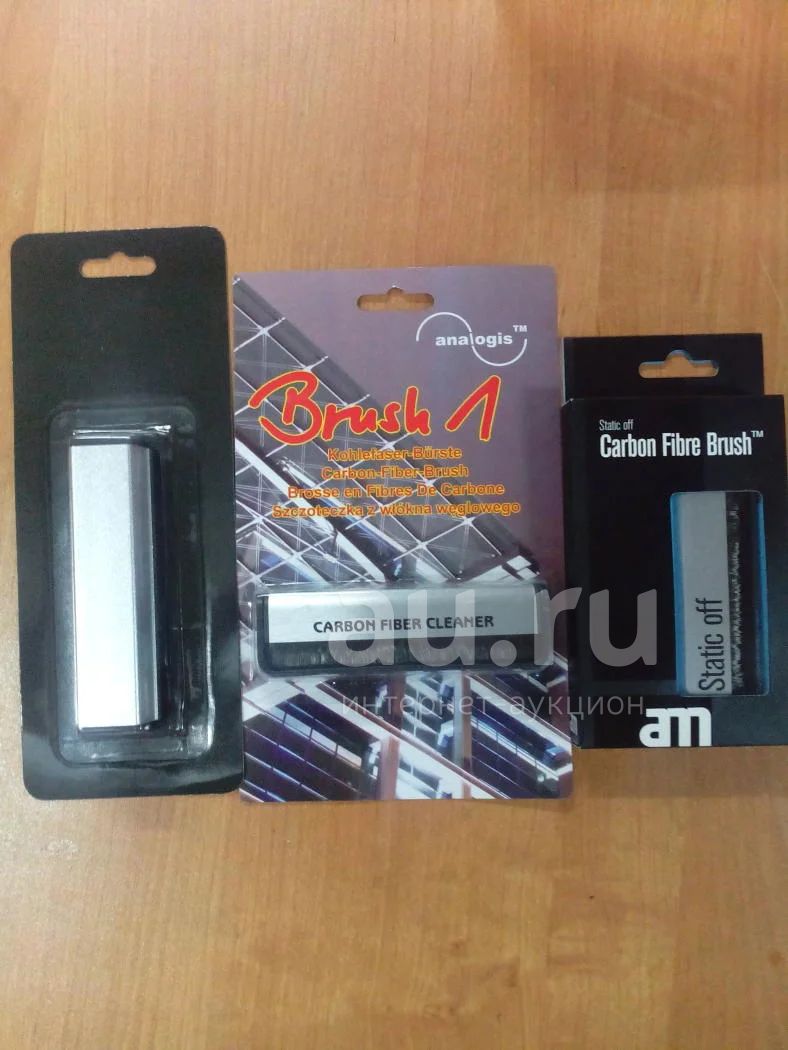 analogis™
Brush 1
Kohlefaser-Bürste
Carbon-Fiber-Brush
Brosse en Fibres De Carbone
Szczoteczka z włókna węglowego
CARBON FIBER CLEANER
Static off
Carbon Fibre Brush™
Static off
am
au.ru
интернет-аукцион